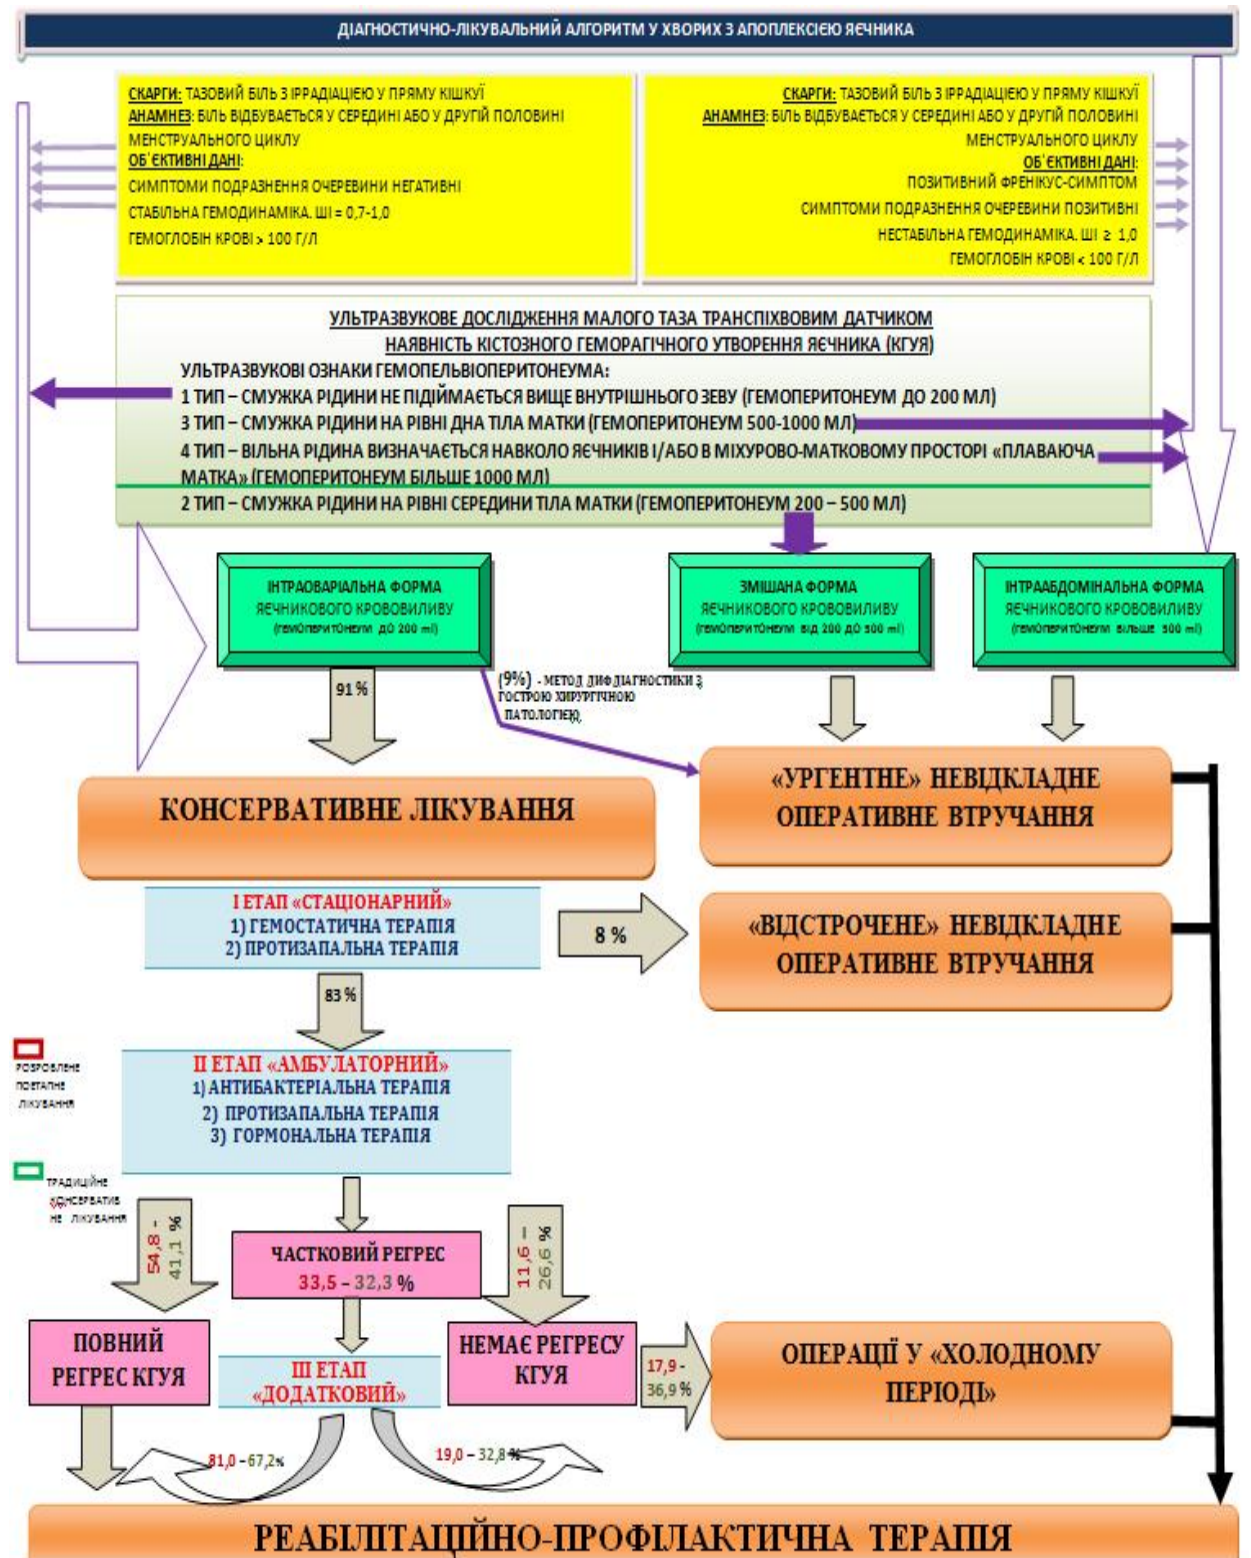 ДІАГНОСТИЧНО-ЛІКУВАЛЬНИЙ АЛГОРИТМ У ХВОРИХ З АПОПЛЕКСІЄЮ ЯЄЧНИКА
СКАРГИ: ТАЗОВИЙ БІЛЬ З ІРРАДІАЦІЄЮ У ПРЯМУ КІШКУЇ
АНАМНЕЗ: БІЛЬ ВІДБУВАЄТЬСЯ У СЕРЕДИНІ АБО У ДРУГІЙ ПОЛОВИНІ
МЕНСТРУАЛЬНОГО ЦИКЛУ
ОБ'ЄКТИВНІ ДАНІ:
СИМПТОМИ ПОДРАЗНЕННЯ ОЧЕРЕВИНИ НЕГАТИВНІ
СТАБІЛЬНА ГЕМОДИНАМІКА. ШІ = 0,7-1,0
ГЕМОГЛОБІН КРОВІ > 100 Г/Л
СКАРГИ: ТАЗОВИЙ БІЛЬ З ІРРАДІАЦІЄЮ У ПРЯМУ КІШКУЇ
АНАМНЕЗ: БІЛЬ ВІДБУВАЄТЬСЯ У СЕРЕДИНІ АБО У ДРУГІЙ ПОЛОВИНІ
МЕНСТРУАЛЬНОГО ЦИКЛУ
ОБ'ЄКТИВНІ ДАНІ:
ПОЗИТИВНИЙ ФРЕНІКУС-СИМПТОМ
СИМПТОМИ ПОДРАЗНЕННЯ ОЧЕРЕВИНИ ПОЗИТИВНІ
НЕСТАБІЛЬНА ГЕМОДИНАМІКА. ШІ ≥ 1,0
ГЕМОГЛОБІН КРОВІ < 100 Г/Л
УЛЬТРАЗВУКОВЕ ДОСЛІДЖЕННЯ МАЛОГО ТАЗА ТРАНСПІХВОВИМ ДАТЧИКОМ
НАЯВНІСТЬ КІСТОЗНОГО ГЕМОРАГІЧНОГО УТВОРЕННЯ ЯЄЧНИКА (КГУЯ)
УЛЬТРАЗВУКОВІ ОЗНАКИ ГЕМОПЕЛЬВІОПЕРИТОНЕУМА:
1 ТИП – СМУЖКА РІДИНИ НЕ ПІДІЙМАЄТЬСЯ ВИЩЕ ВНУТРІШНЬОГО ЗЕВУ (ГЕМОПЕРИТОНЕУМ ДО 200 МЛ)
3 ТИП – СМУЖКА РІДИНИ НА РІВНІ ДНА ТІЛА МАТКИ (ГЕМОПЕРИТОНЕУМ 500-1000 МЛ)
4 ТИП – ВІЛЬНА РІДИНА ВИЗНАЧАЄТЬСЯ НАВКОЛО ЯЄЧНИКІВ І/АБО В МІХУРОВО-МАТКОВОМУ ПРОСТОРІ «ПЛАВАЮЧА
МАТКА» (ГЕМОПЕРИТОНЕУМ БІЛЬШЕ 1000 МЛ)
2 ТИП – СМУЖКА РІДИНИ НА РІВНІ СЕРЕДИНИ ТІЛА МАТКИ (ГЕМОПЕРИТОНЕУМ 200 – 500 МЛ)
ІНТРАОВАРІАЛЬНА ФОРМА
ЯЄЧНИКОВОГО КРОВОВИЛИВУ
(ГЕМОПЕРИТОНЕУМ ДО 200 ml)
ЗМІШАНА ФОРМА
ЯЄЧНИКОВОГО КРОВОВИЛИВУ
(ГЕМОПЕРИТОНЕУМ ВІД 200 ДО 500 ml)
ІНТРААБДОМІНАЛЬНА ФОРМА
ЯЄЧНИКОВОГО КРОВОВИЛИВУ
(ГЕМОПЕРИТОНЕУМ БІЛЬШЕ 500 ml)
91 %
(9%) - МЕТОД ДИФДІАГНОСТИКИ З
ГОСТРОЮ ХИРУРГІЧНОЮ
ПАТОЛОГІЄЮ
КОНСЕРВАТИВНЕ ЛІКУВАННЯ
«УРГЕНТНЕ» НЕВІДКЛАДНЕ
ОПЕРАТИВНЕ ВТРУЧАННЯ
I ЕТАП «СТАЦІОНАРНИЙ»
1) ГЕМОСТАТИЧНА ТЕРАПІЯ
2) ПРОТИЗАПАЛЬНА ТЕРАПІЯ
8 %
«ВІДСТРОЧЕНЕ» НЕВІДКЛАДНЕ
ОПЕРАТИВНЕ ВТРУЧАННЯ
83 %
РОЗРОБЛЕНЕ
ПОЕТАПНЕ
ЛІКУВАННЯ
II ЕТАП «АМБУЛАТОРНИЙ»
1) АНТИБАКТЕРІАЛЬНА ТЕРАПІЯ
2) ПРОТИЗАПАЛЬНА ТЕРАПІЯ
3) ГОРМОНАЛЬНА ТЕРАПІЯ
ТРАДИЦІЙНЕ
КОНСЕРВАТИВ
НЕ ЛІКУВАННЯ
54,8 -
41,1 %
ЧАСТКОВИЙ РЕГРЕС
33,5 – 32,3 %
11,6 –
26,6 %
ПОВНИЙ
РЕГРЕС КГУЯ
III ЕТАП
«ДОДАТКОВИЙ»
НЕМАЄ РЕГРЕСУ
КГУЯ
17,9 -
36,9 %
ОПЕРАЦІЇ У «ХОЛОДНОМУ
ПЕРІОДІ»
81,0 – 67,2%
19,0 – 32,8 %
РЕАБІЛІТАЦІЙНО-ПРОФІЛАКТИЧНА ТЕРАПІЯ